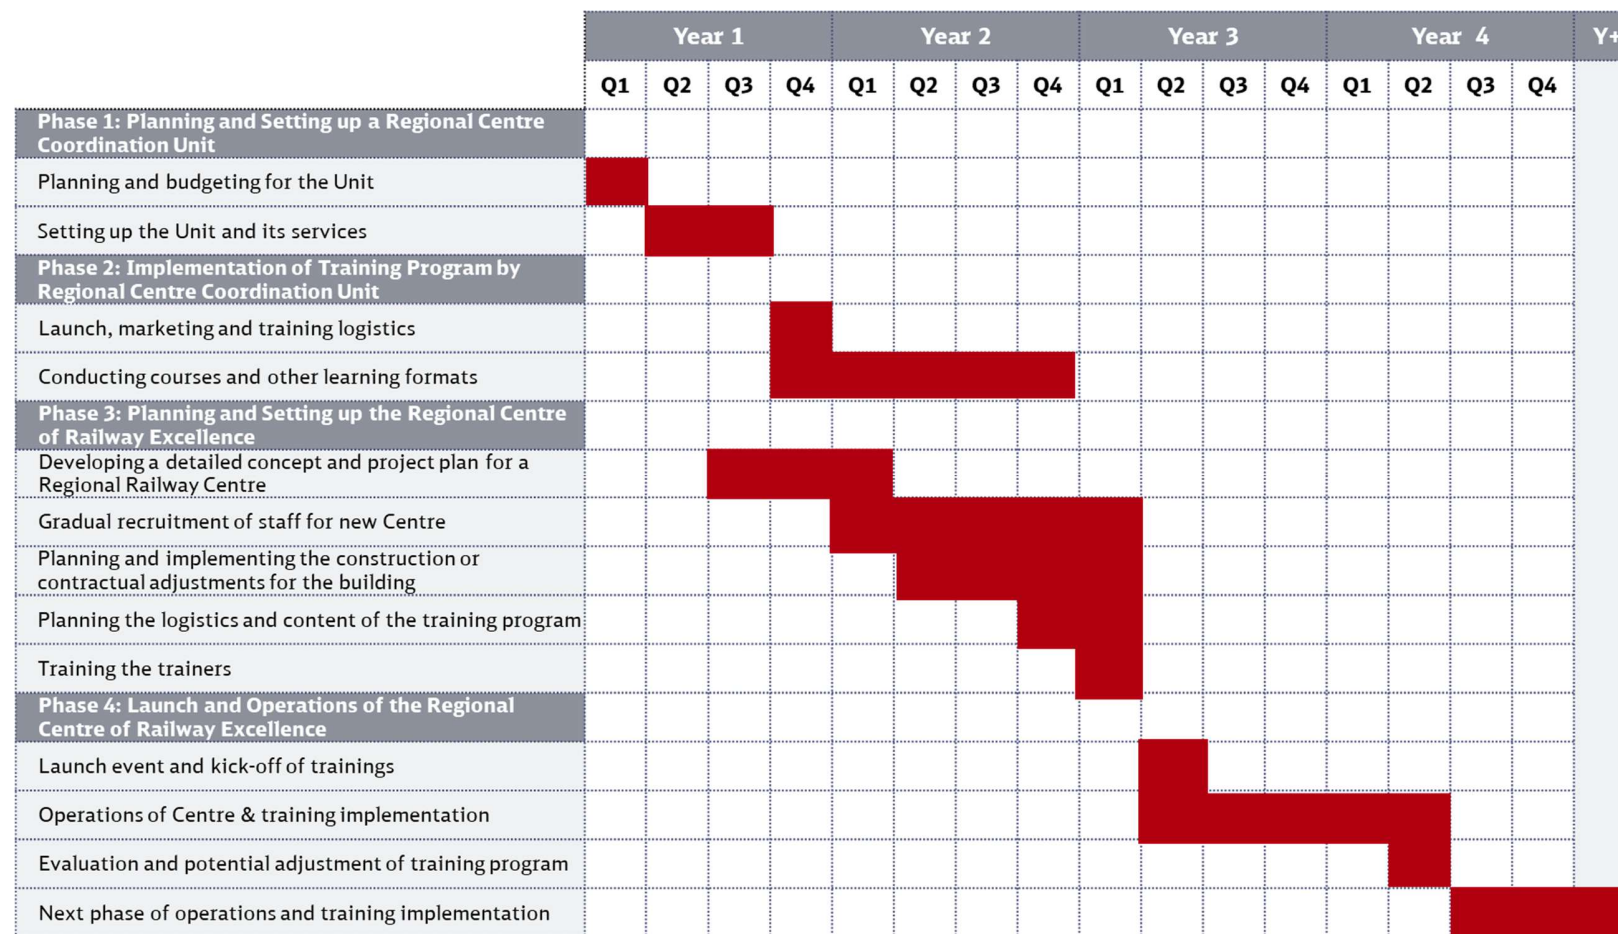 Year 1 Year 2 Year 3 Year 4 Y+
Q1 Q2 Q3 Q4 Q1 Q2 Q3 Q4 Q1 Q2 Q3 Q4 Q1 Q2 Q3 Q4
Phase 1: Planning and Setting up a Regional Centre
Coordination Unit
Planning and budgeting for the Unit
Setting up the Unit and its services
Phase 2: Implementation of Training Program by
Regional Centre Coordination Unit
Launch, marketing and training logistics
Conducting courses and other learning formats
Phase 3: Planning and Setting up the Regional Centre
of Railway Excellence
Developing a detailed concept and project plan for a
Regional Railway Centre
Gradual recruitment of staff for new Centre
Planning and implementing the construction or
contractual adjustments for the building
Planning the logistics and content of the training program
Training the trainers
Phase 4: Launch and Operations of the Regional
Centre of Railway Excellence
Launch event and kick-off of trainings
Operations of Centre & training implementation
Evaluation and potential adjustment of training program
Next phase of operations and training implementation